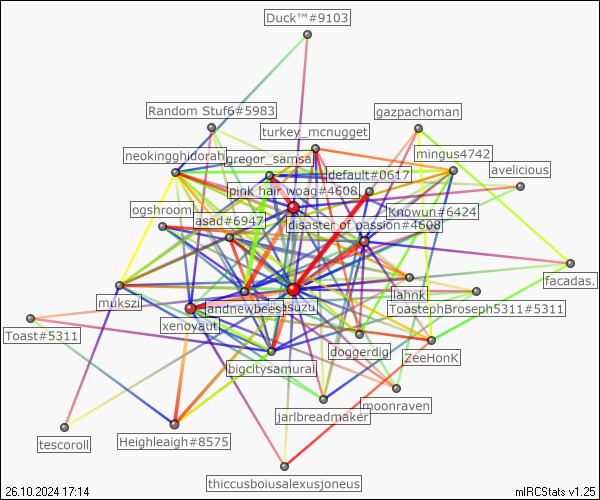 Duck™#9103
Random Stuf6#5983
gazpachoman
turkey_mcnugget
neokingghidorah
gregor_samsa
mingus4742
default#0617
avelicious
pink hair woag#4608
ogshroom
Knowun#6424
asad#6947
disaster of passion#4608
facadas.
mukszi
andnewbees
lahnk
ToastephBroseph5311#5311
xenoyaut
Toast#5311
doggerdig
ZeeHonK
bigcitysamurai
moonraven
jarlbreadmaker
tescoroll
Heighleigh#8575
thiccusboiusalexusjoneus
26.10.2024 17:14
mIRCStats v1.25